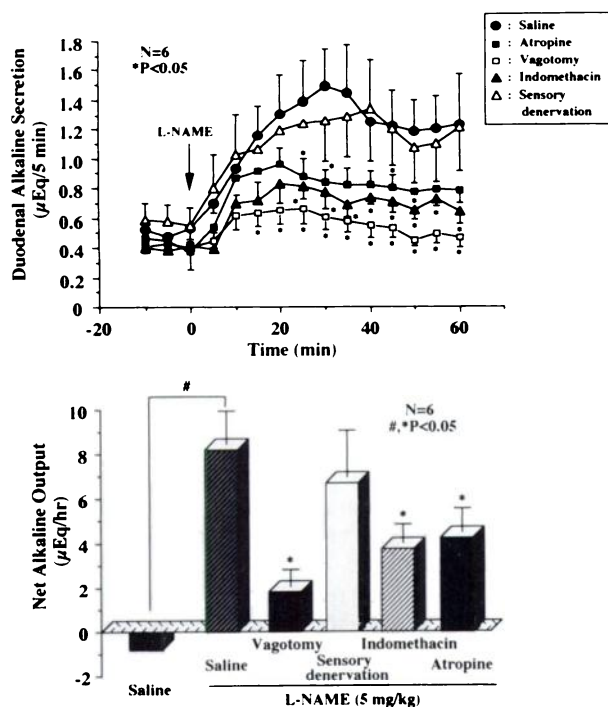 ● : Saline
■ : Atropine
□ : Vagotomy
▲ : Indomethacin
△ : Sensory
denervation
N=6
*P<0.05
L-NAME
Duodenal Alkaline Secretion
(µEq/5 min)
1.8
1.6
1.4
1.2
1.0
0.8
0.6
0.4
0.2
0
-20 0 20 40 60
Time (min)
#
N=6
#,*P<0.05
Net Alkaline Output
(µEq/hr)
10
8
6
4
2
0
-2
* * *
Vagotomy Indomethacin
Saline Sensory denervation Atropine
Saline
L-NAME (5 mg/kg)